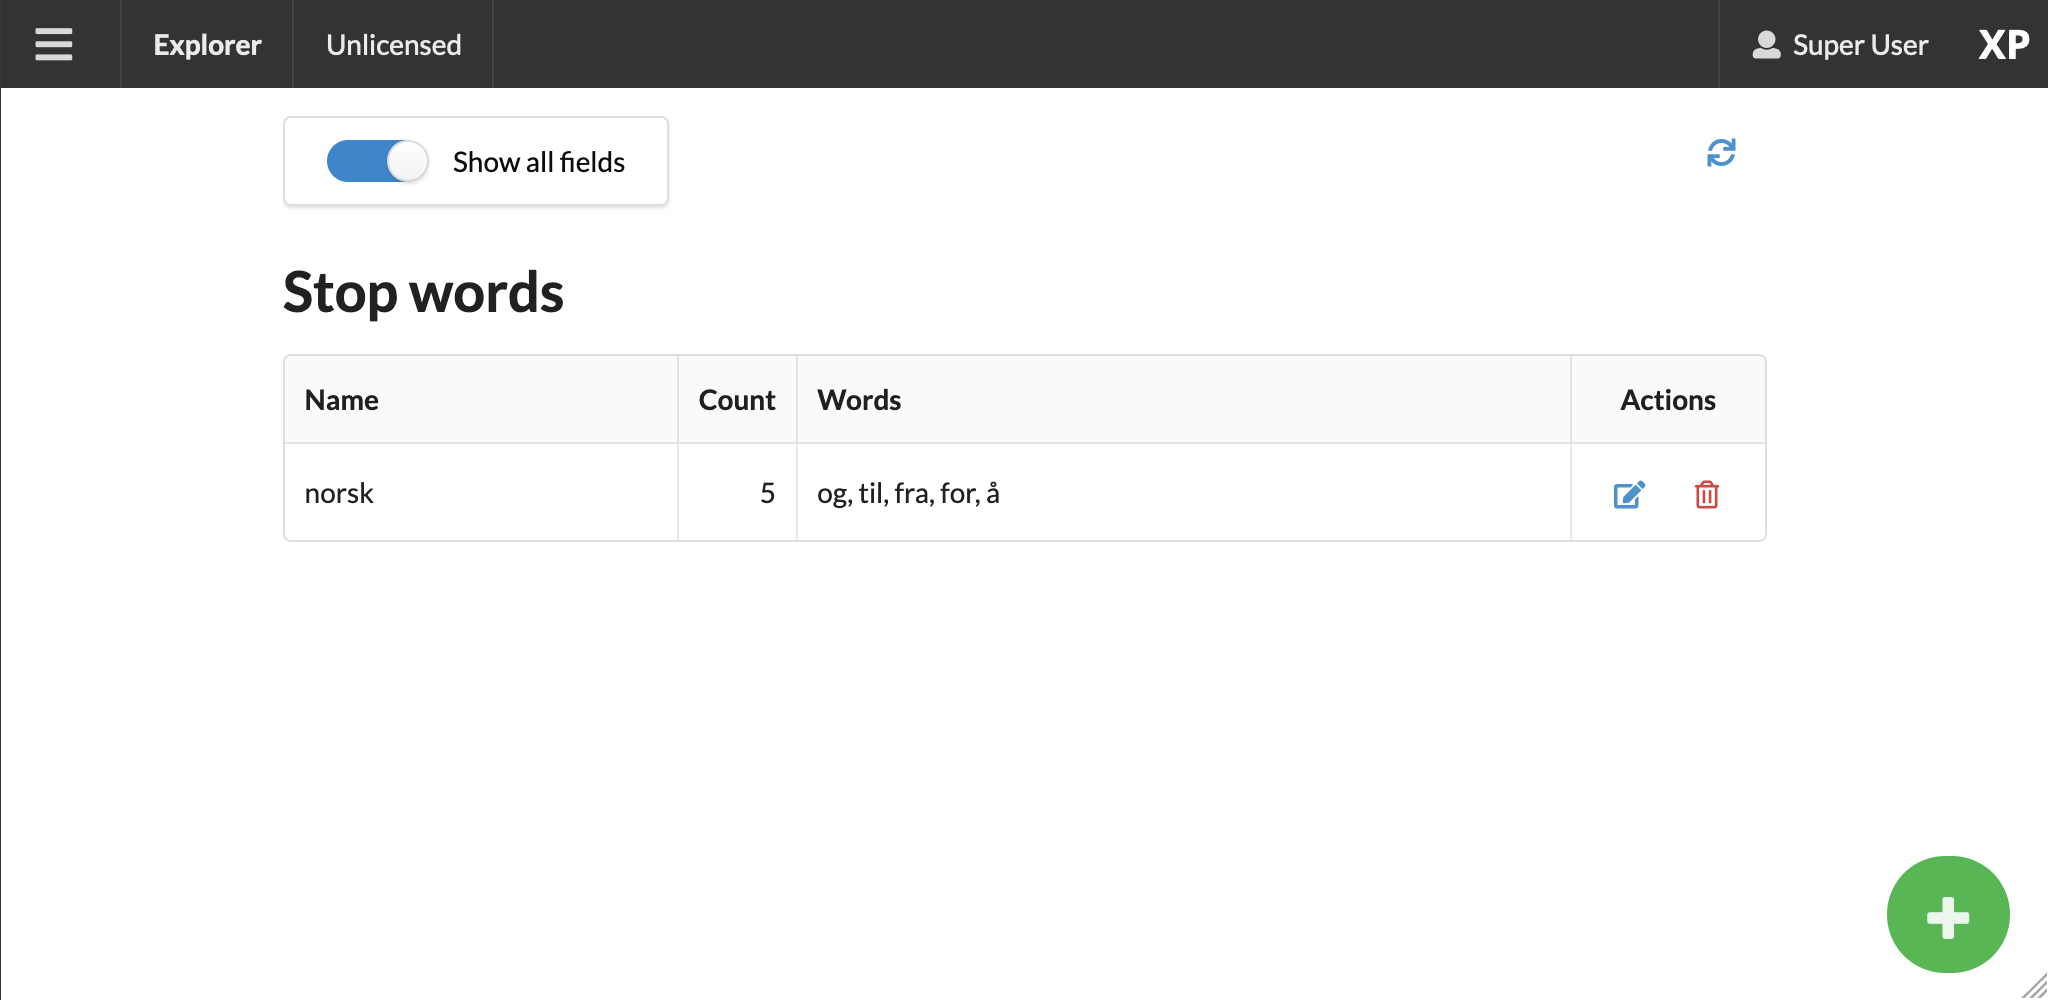 Explorer Unlicensed Super User XP
Show all fields
Stop words
Name Count Words Actions
norsk 5 og, til, fra, for, å